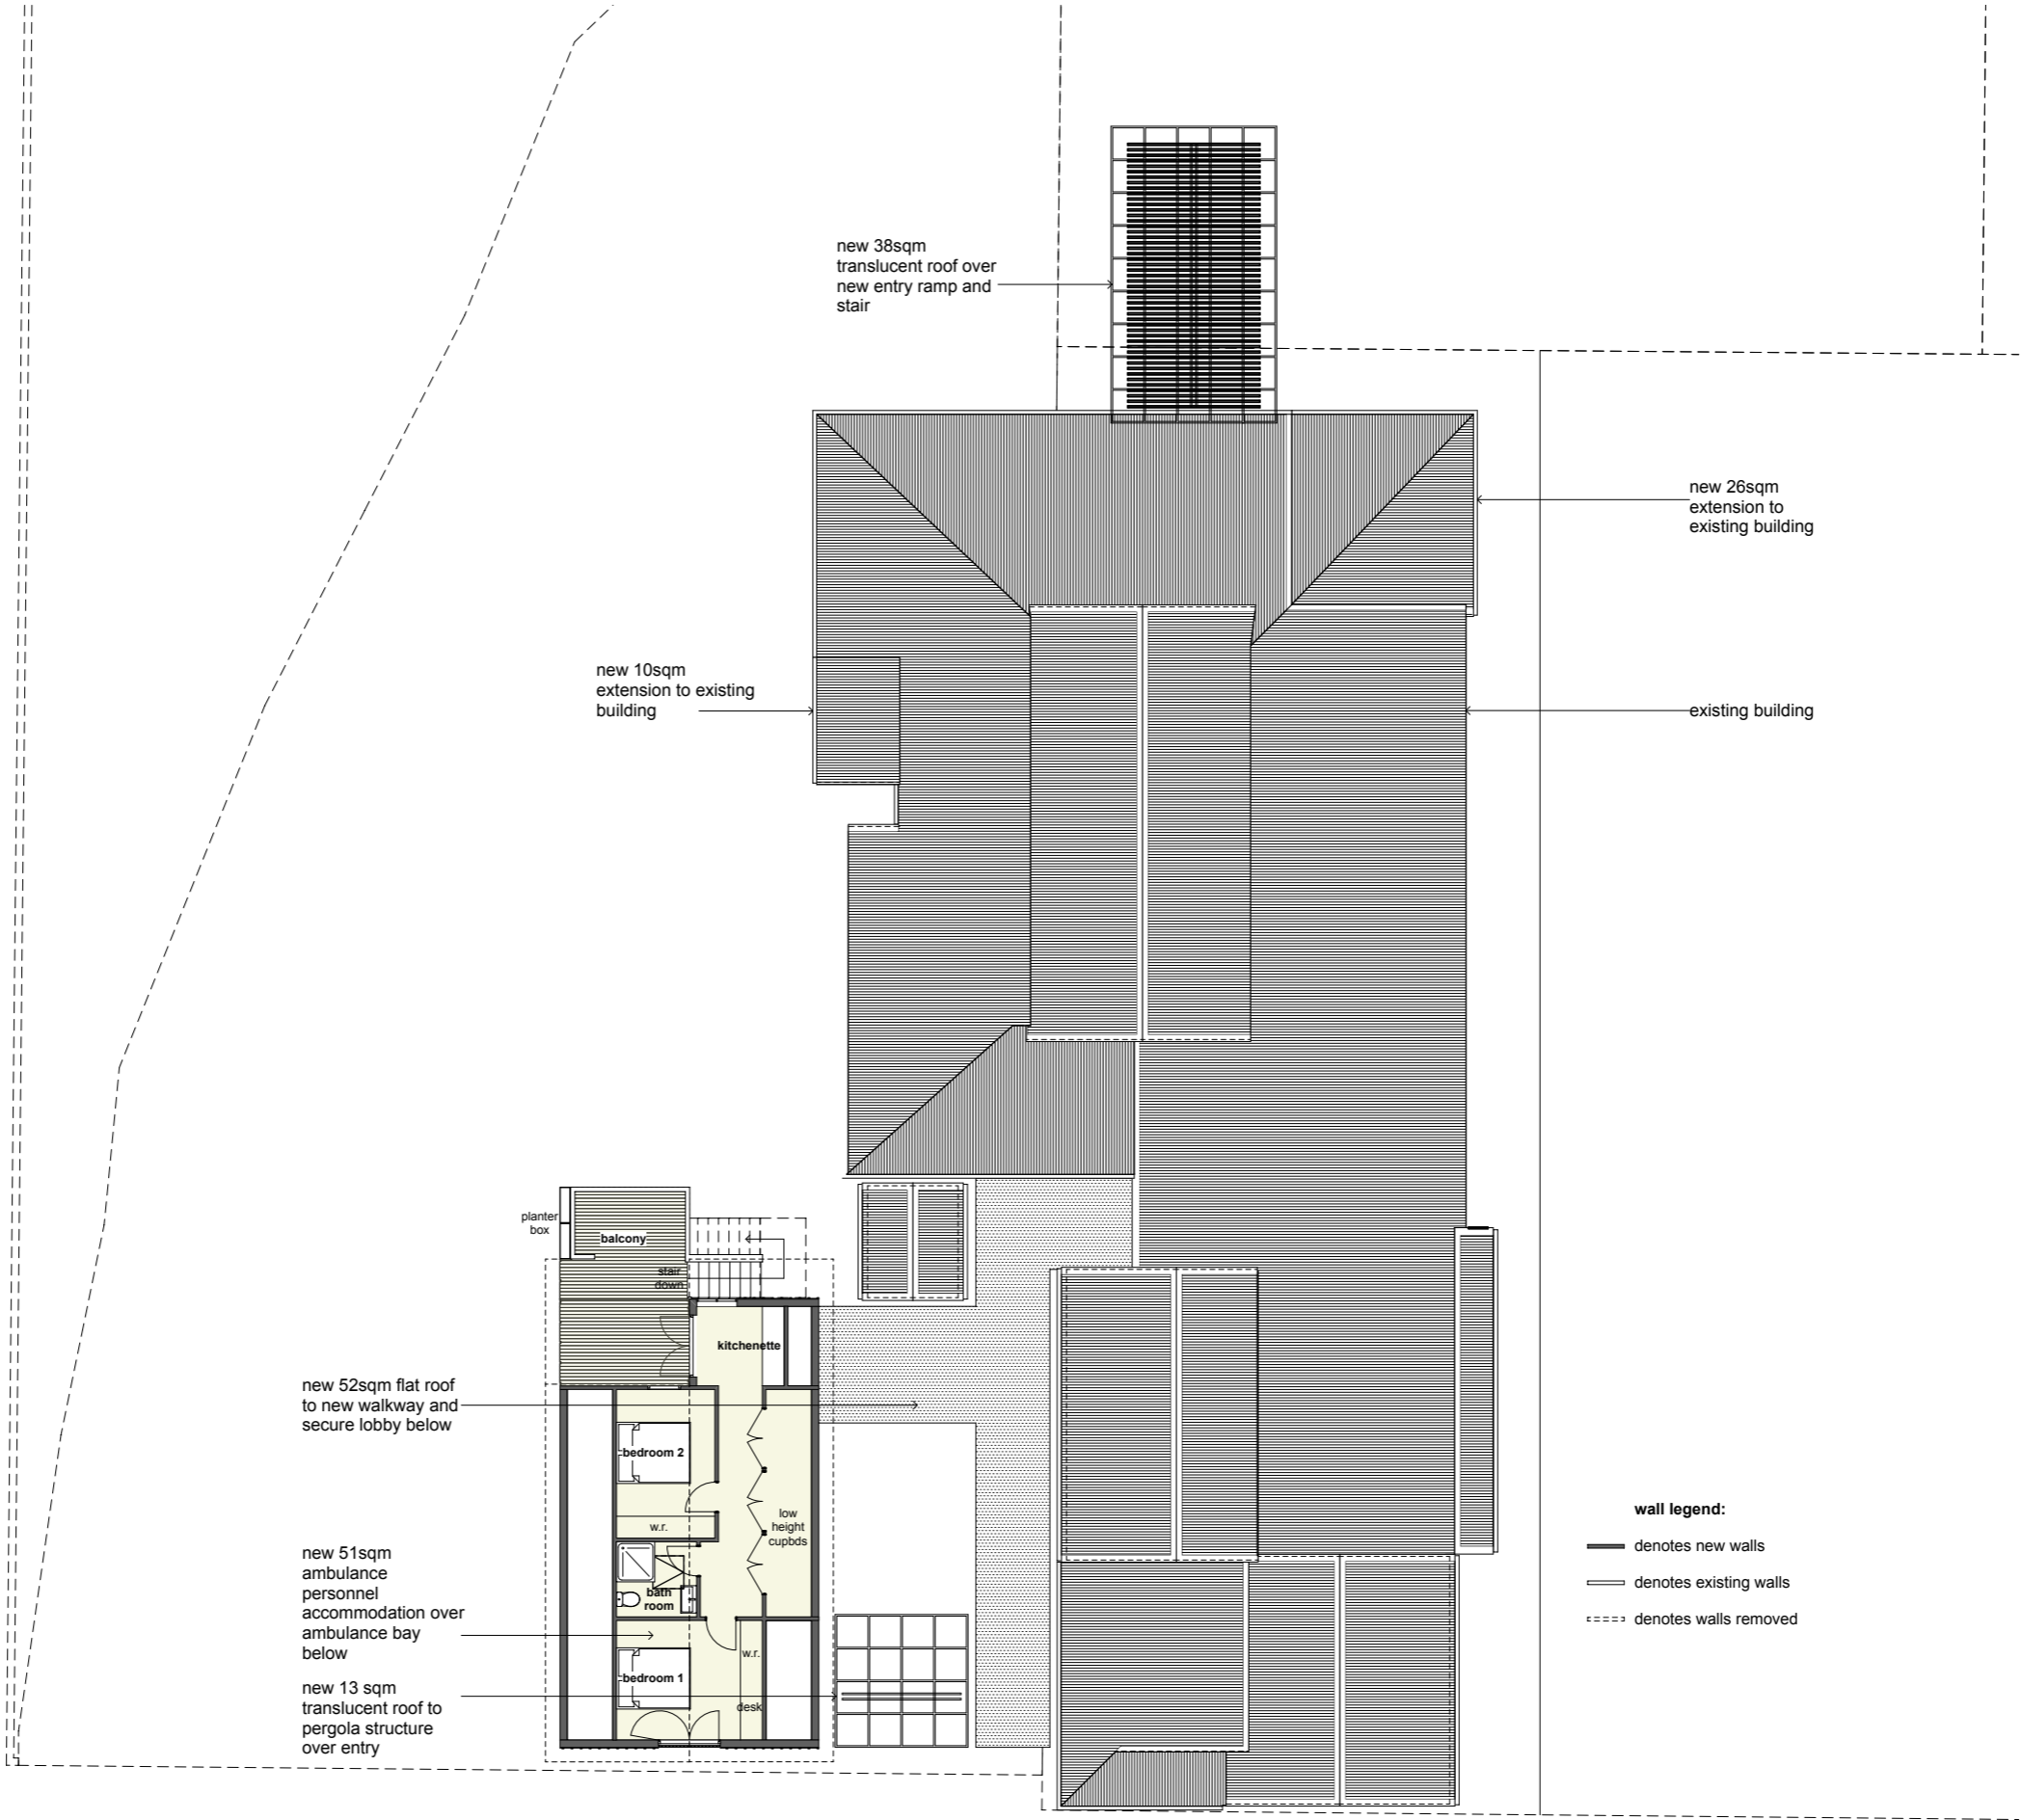 new 38sqm
translucent roof over
new entry ramp and
stair
new 26sqm
extension to
existing building
new 10sqm
extension to existing
building
existing building
planter
box
balcony
stair
down
kitchenette
new 52sqm flat roof
to new walkway and
secure lobby below
bedroom 2
w.r.
low
height
cupbds
new 51sqm
ambulance
personnel
accommodation over
ambulance bay
below
bath
room
w.r.
bedroom 1
desk
new 13 sqm
translucent roof to
pergola structure
over entry
wall legend:
denotes new walls
denotes existing walls
denotes walls removed